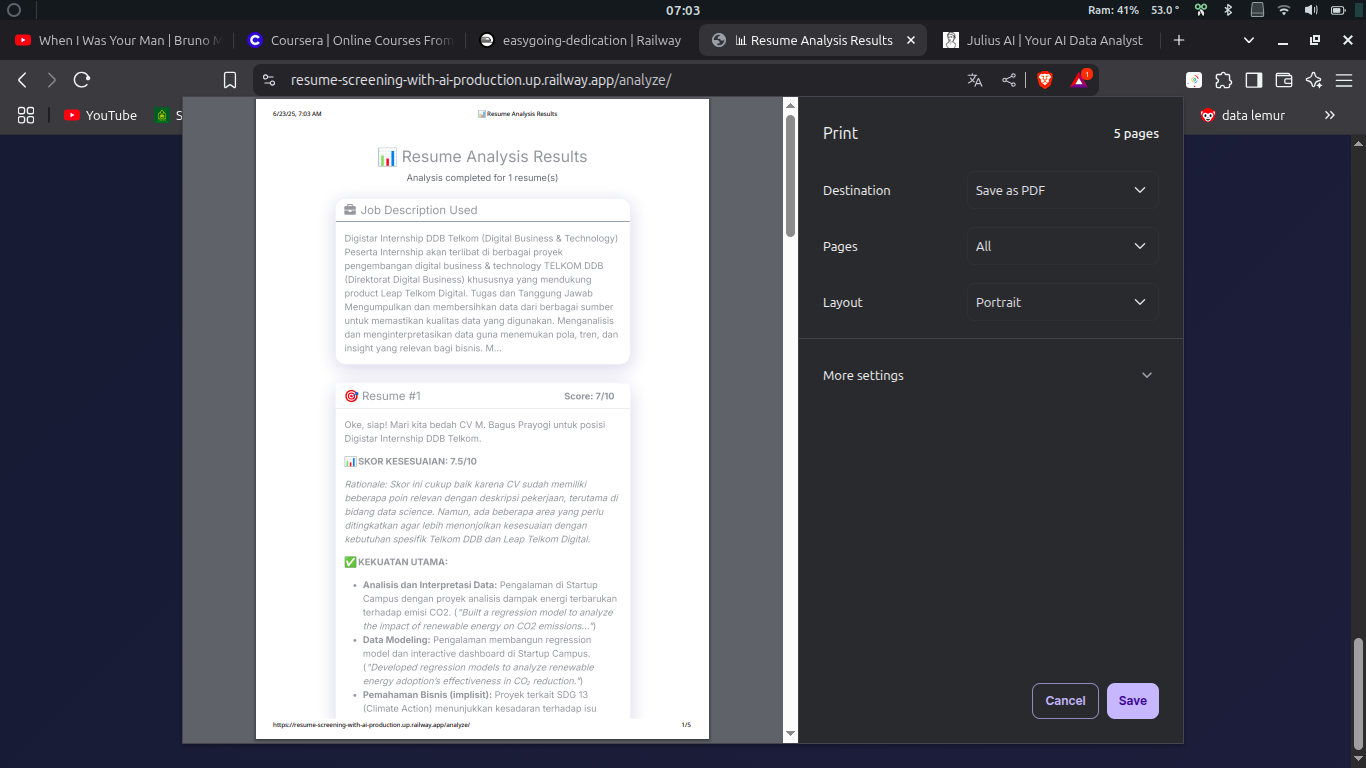 07:03
Ram: 41% 53.0 °
When I Was Your Man | Bruno M
Coursera | Online Courses From
easygoing-dedication | Railway
📊 Resume Analysis Results
Julius AI | Your AI Data Analyst
resume-screening-with-ai-production.up.railway.app/analyze/
1
YouTube
S
data lemur
6/23/25, 7:03 AM
📊 Resume Analysis Results
📊 Resume Analysis Results
Analysis completed for 1 resume(s)
Job Description Used
Digistar Internship DDB Telkom (Digital Business & Technology)
Peserta Internship akan terlibat di berbagai proyek
pengembangan digital business & technology TELKOM DDB
(Direktorat Digital Business) khususnya yang mendukung
product Leap Telkom Digital. Tugas dan Tanggung Jawab
Mengumpulkan dan membersihkan data dari berbagai sumber
untuk memastikan kualitas data yang digunakan. Menganalisis
dan menginterpretasikan data guna menemukan pola, tren, dan
insight yang relevan bagi bisnis. M...
🎯 Resume #1
Score: 7/10
Oke, siap! Mari kita bedah CV M. Bagus Prayogi untuk posisi
Digistar Internship DDB Telkom.
📊 SKOR KESESUAIAN: 7.5/10
Rationale: Skor ini cukup baik karena CV sudah memiliki
beberapa poin relevan dengan deskripsi pekerjaan, terutama di
bidang data science. Namun, ada beberapa area yang perlu
ditingkatkan agar lebih menonjolkan kesesuaian dengan
kebutuhan spesifik Telkom DDB dan Leap Telkom Digital.
✅ KEKUATAN UTAMA:
• Analisis dan Interpretasi Data: Pengalaman di Startup
Campus dengan proyek analisis dampak energi terbarukan
terhadap emisi CO2. ("Built a regression model to analyze
the impact of renewable energy on CO2 emissions...")
• Data Modeling: Pengalaman membangun regression
model dan interactive dashboard di Startup Campus.
("Developed regression models to analyze renewable
energy adoption's effectiveness in CO₂ reduction.")
• Pemahaman Bisnis (implisit): Proyek terkait SDG 13
(Climate Action) menunjukkan kesadaran terhadap isu
https://resume-screening-with-ai-production.up.railway.app/analyze/
1/5
Print
5 pages
Destination
Save as PDF
Pages
All
Layout
Portrait
More settings
Cancel
Save